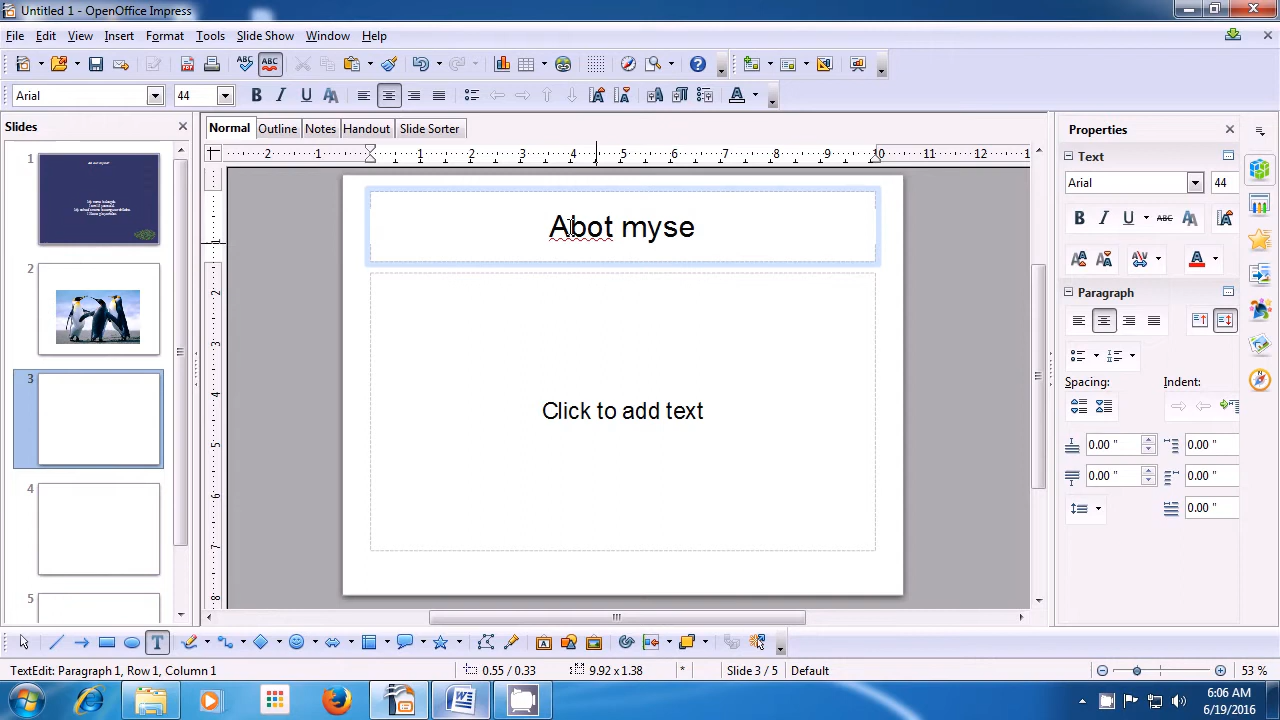 Untitled 1 - OpenOffice Impress
File Edit View Insert Format Tools Slide Show Window Help
Arial 44
Slides
Normal Outline Notes Handout Slide Sorter
Properties
Text
Arial 44
Paragraph
Spacing: Indent:
0.00 " 0.00 "
0.00 " 0.00 "
0.00 "
1
2
3
4
5
Abot myse
Click to add text
TextEdit: Paragraph 1, Row 1, Column 1 0.55 / 0.33 9.92 x 1.38 * Slide 3 / 5 Default 53 %
6:06 AM
6/19/2016